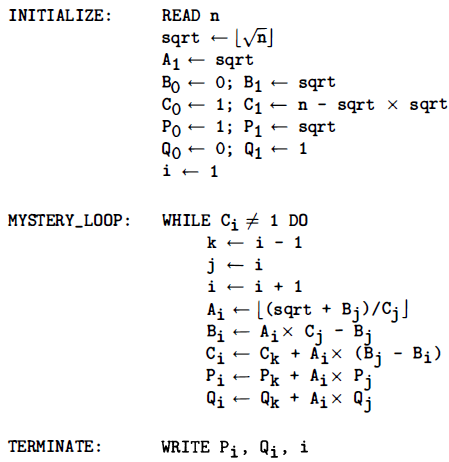 INITIALIZE: READ n
sqrt ← ⌊√n⌋
A₁ ← sqrt
B₀ ← 0; B₁ ← sqrt
C₀ ← 1; C₁ ← n - sqrt × sqrt
P₀ ← 1; P₁ ← sqrt
Q₀ ← 0; Q₁ ← 1
i ← 1
MYSTERY_LOOP: WHILE Cᵢ ≠ 1 DO
k ← i - 1
j ← i
i ← i + 1
Aᵢ ← ⌊(sqrt + Bⱼ)/Cⱼ⌋
Bᵢ ← Aᵢ× Cⱼ - Bⱼ
Cᵢ ← Cₖ + Aᵢ× (Bⱼ - Bᵢ)
Pᵢ ← Pₖ + Aᵢ× Pⱼ
Qᵢ ← Qₖ + Aᵢ× Qⱼ
TERMINATE: WRITE Pᵢ, Qᵢ, i